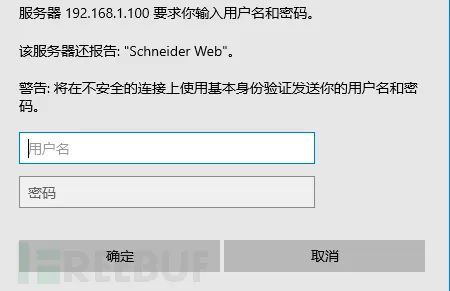 服务器 192.168.1.100 要求你输入用户名和密码。
该服务器还报告: "Schneider Web"。
警告: 将在不安全的连接上使用基本身份验证发送你的用户名和密
码。
用户名
密码
确定
取消
FREEBUF